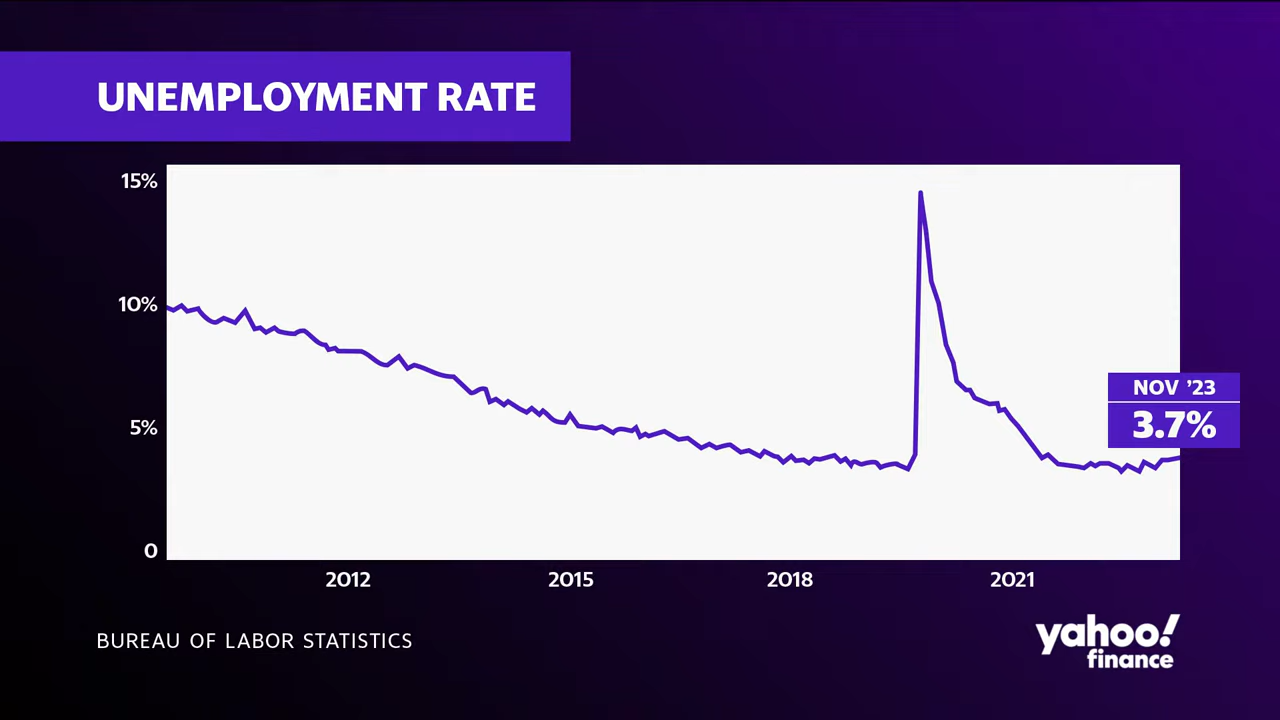 UNEMPLOYMENT RATE
15%
10%
5%
0
NOV ’23
3.7%
2012 2015 2018 2021
BUREAU OF LABOR STATISTICS
yahoo!
finance